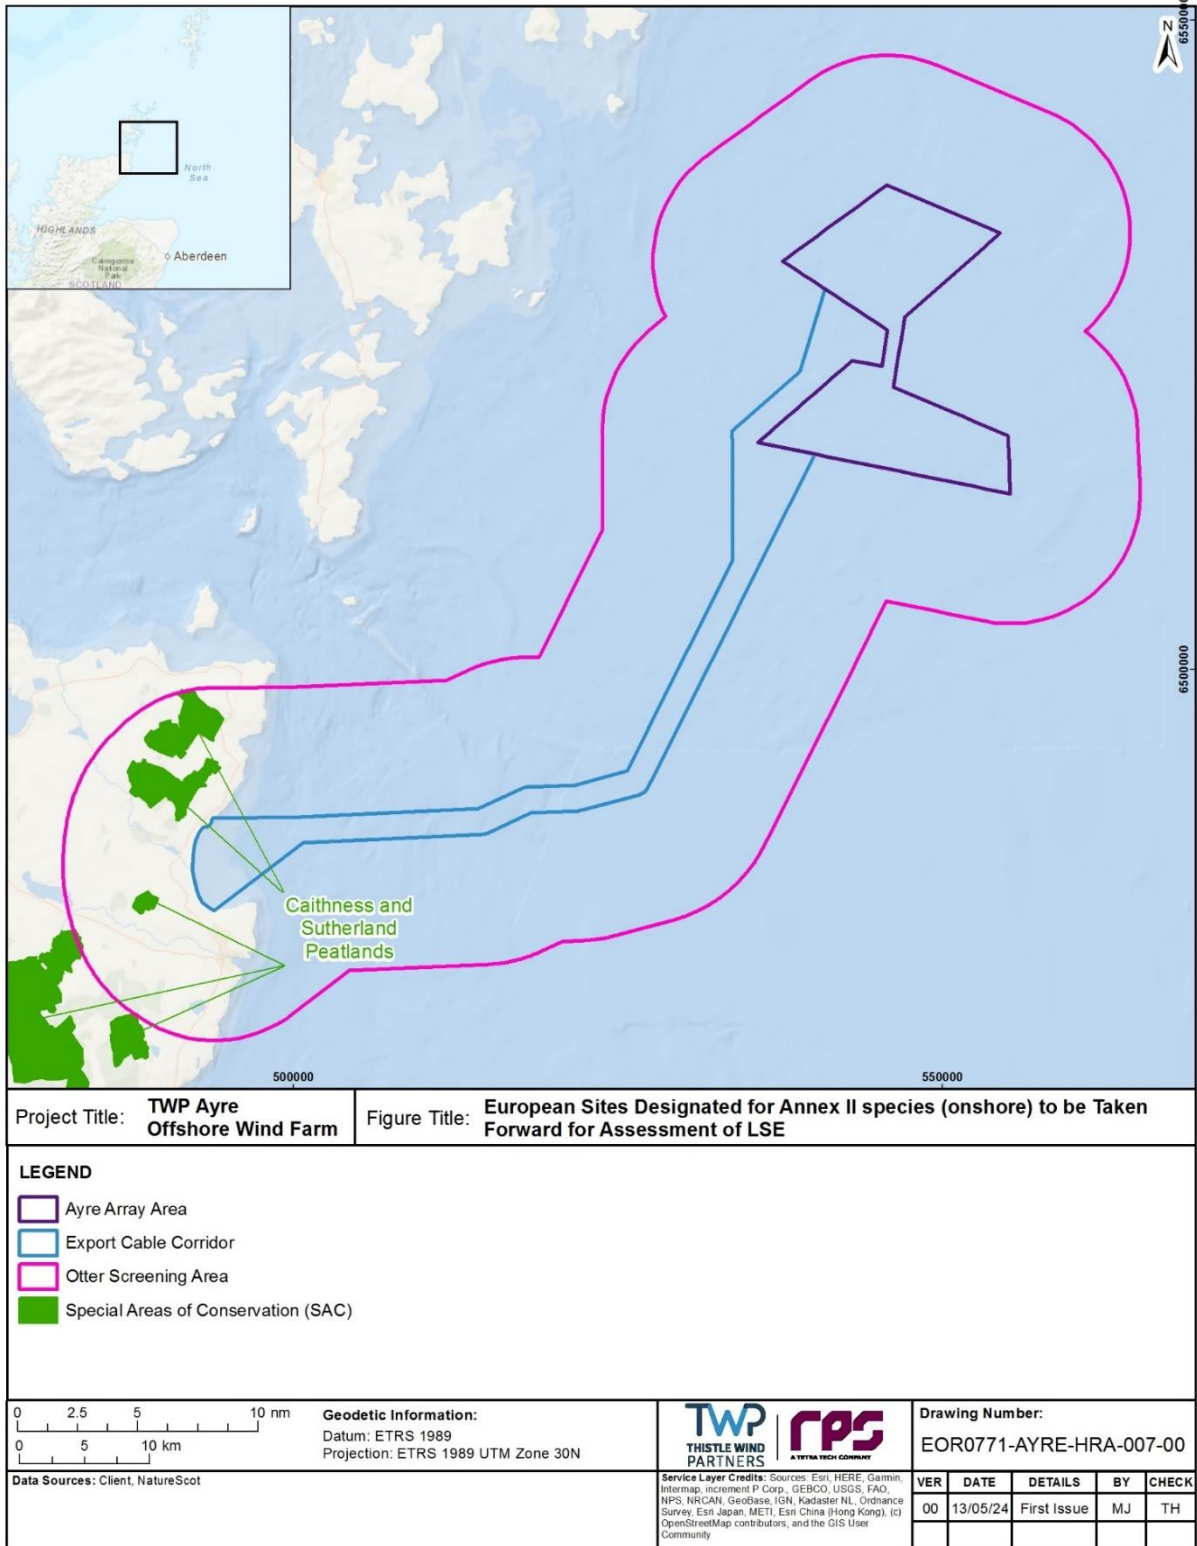 N
6550000
North
Sea
HIGHLANDS
Cairngorms
National
Park
Aberdeen
SCOTLAND
6500000
Caithness and
Sutherland
Peatlands
500000
550000
Project Title:
TWP Ayre
Offshore Wind Farm
Figure Title:
European Sites Designated for Annex II species (onshore) to be Taken
Forward for Assessment of LSE
LEGEND
Ayre Array Area
Export Cable Corridor
Otter Screening Area
Special Areas of Conservation (SAC)
0 2.5 5 10 nm
0 5 10 km
Geodetic Information:
Datum: ETRS 1989
Projection: ETRS 1989 UTM Zone 30N
Data Sources: Client, NatureScot
TWP
THISTLE WIND
PARTNERS
rps
A TETRA TECH COMPANY
Service Layer Credits: Sources: Esri, HERE, Garmin,
Intermap, increment P Corp., GEBCO, USGS, FAO,
NPS, NRCAN, GeoBase, IGN, Kadaster NL, Ordnance
Survey, Esri Japan, METI, Esri China (Hong Kong), (c)
OpenStreetMap contributors, and the GIS User
Community
Drawing Number:
EOR0771-AYRE-HRA-007-00
VER DATE DETAILS BY CHECK
00 13/05/24 First Issue MJ TH